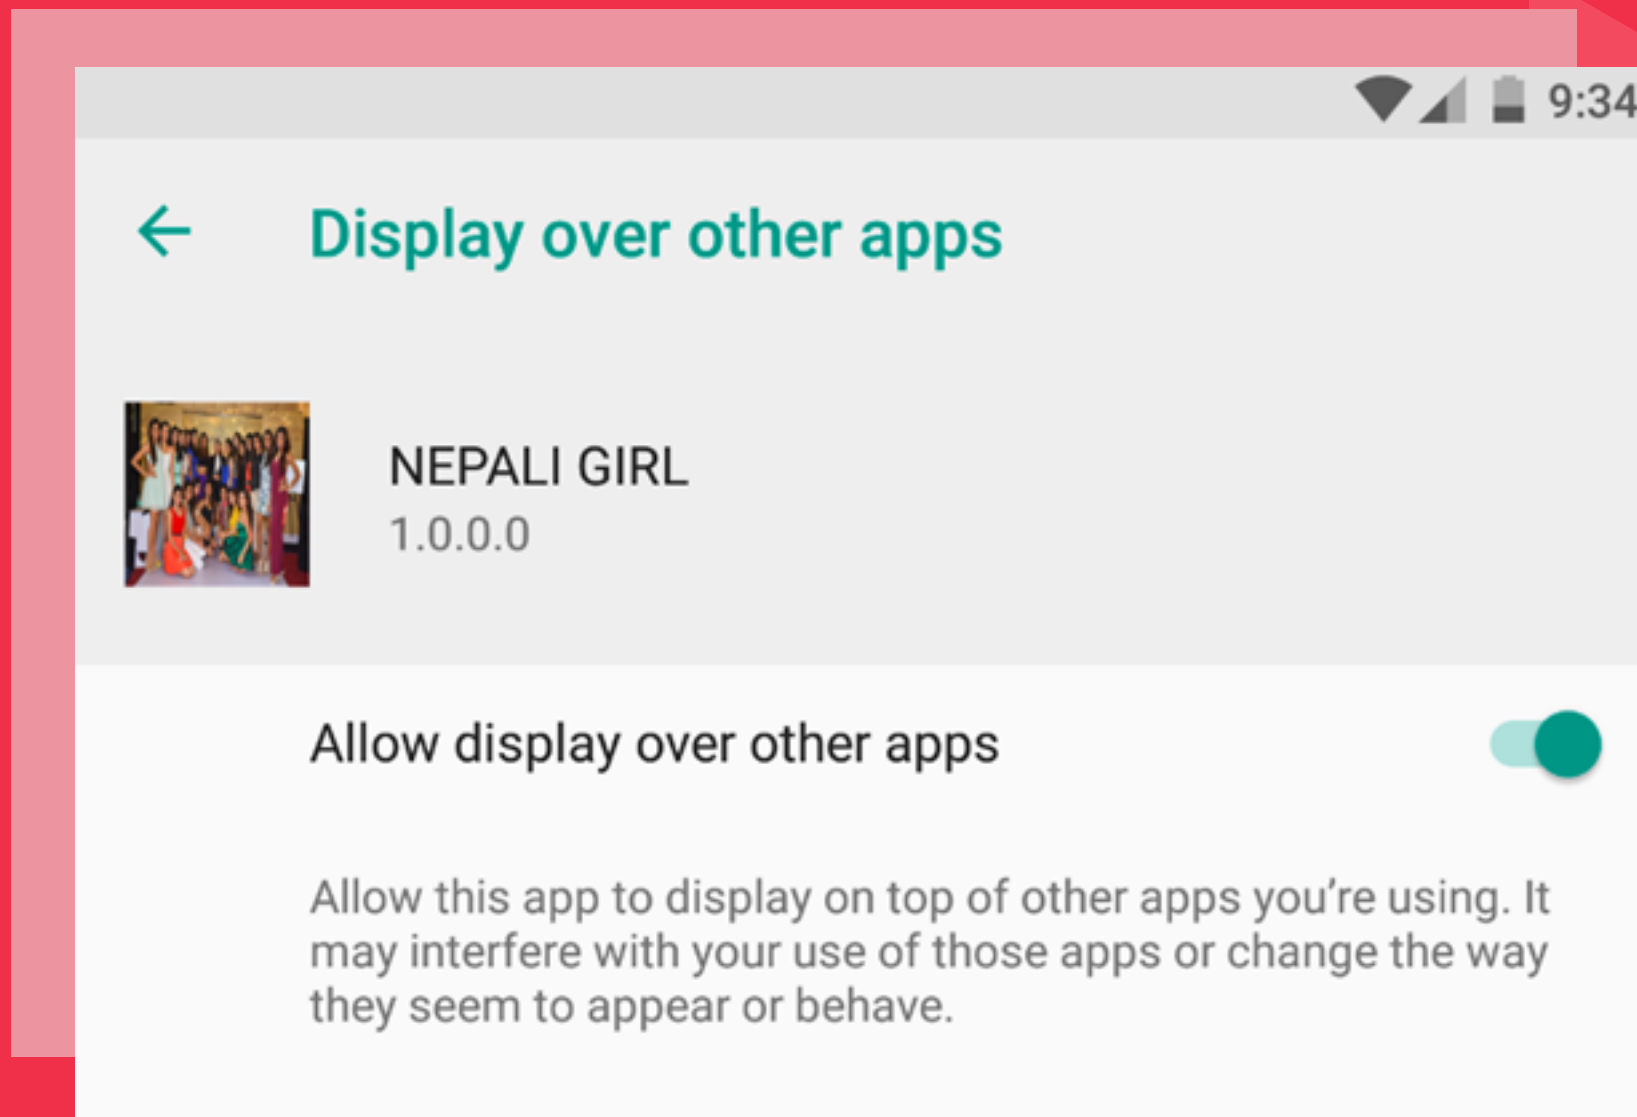 9:34
Display over other apps
NEPALI GIRL
1.0.0.0
Allow display over other apps
Allow this app to display on top of other apps you’re using. It
may interfere with your use of those apps or change the way
they seem to appear or behave.